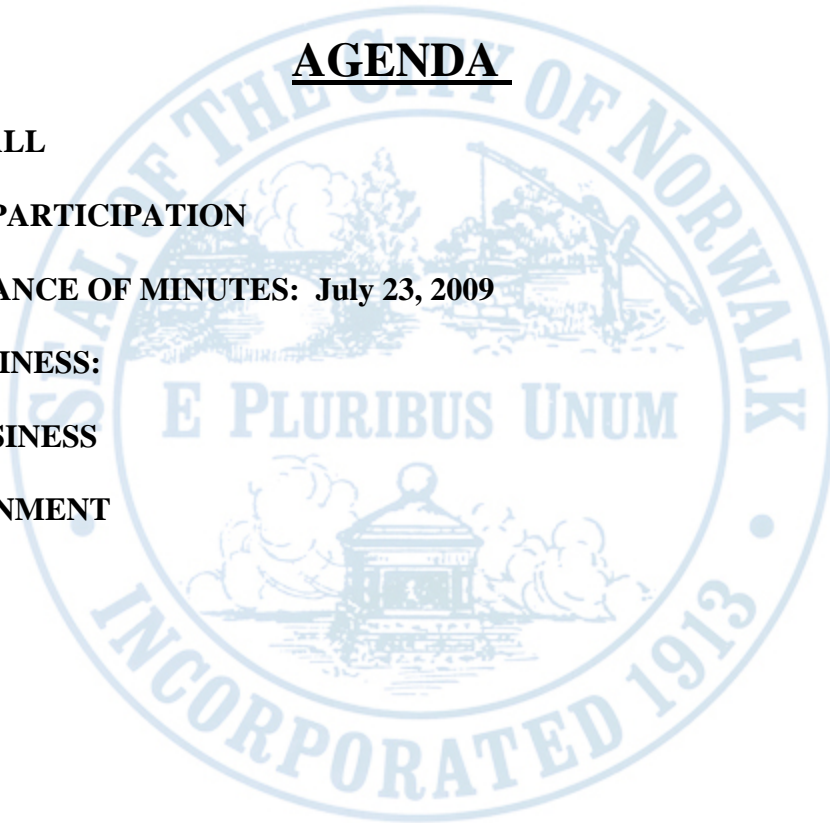 AGENDA
ALL
PARTICIPATION
ANCE OF MINUTES: July 23, 2009
INESS:
SINESS
NMENT
SEAL OF THE CITY OF NORWALK
E PLURIBUS UNUM
INCORPORATED 1913